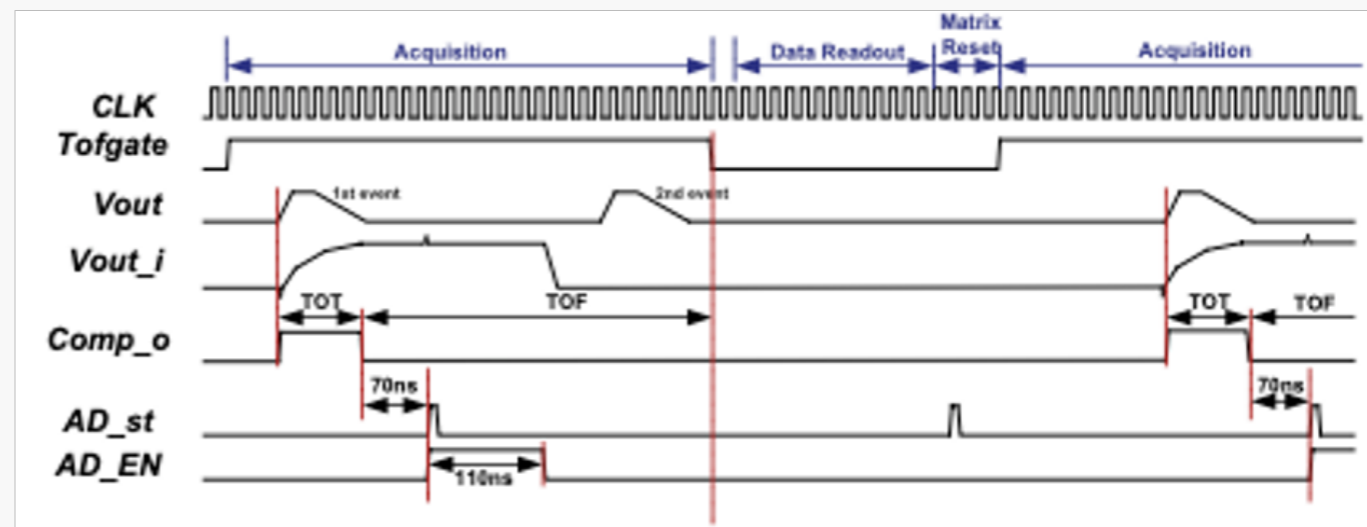 Matrix
Acquisition Data Readout Reset Acquisition
CLK
Tofgate
Vout 1st event 2nd event
Vout_i
TOT TOF TOT TOF
Comp_o
70ns 70ns
AD_st
AD_EN
110ns